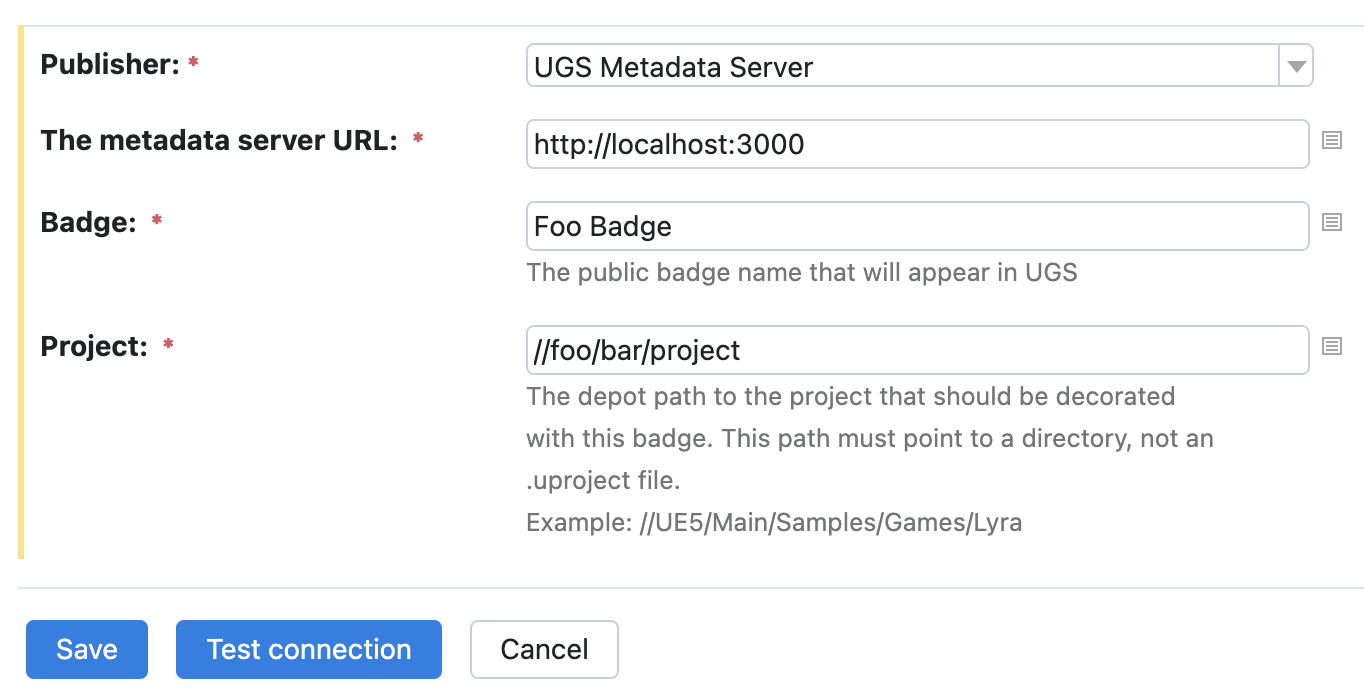 Publisher: *
UGS Metadata Server
The metadata server URL: *
http://localhost:3000
Badge: *
Foo Badge
The public badge name that will appear in UGS
Project: *
//foo/bar/project
The depot path to the project that should be decorated
with this badge. This path must point to a directory, not an
.uproject file.
Example: //UE5/Main/Samples/Games/Lyra
Save
Test connection
Cancel